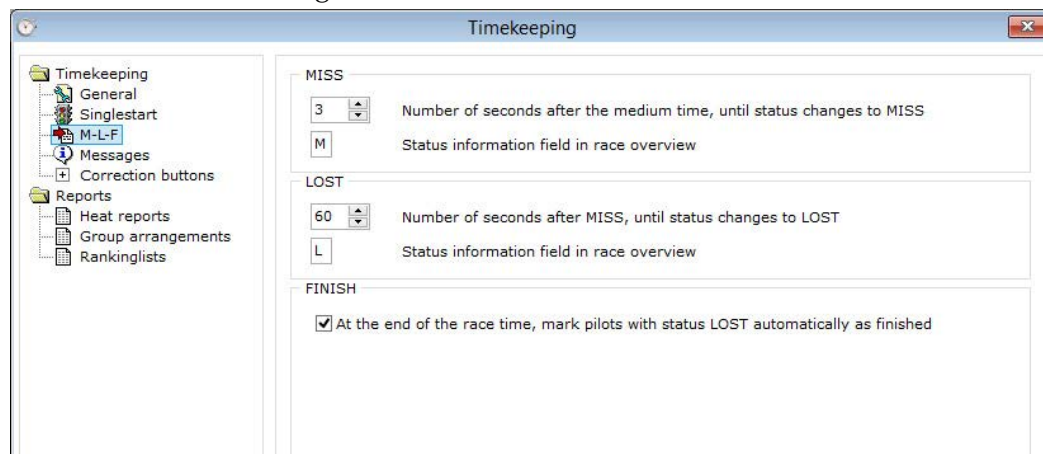 Timekeeping
Timekeeping
General
Singlestart
M-L-F
Messages
Correction buttons
Reports
Heat reports
Group arrangements
Rankinglists
MISS
3 Number of seconds after the medium time, until status changes to MISS
M Status information field in race overview
LOST
60 Number of seconds after MISS, until status changes to LOST
L Status information field in race overview
FINISH
At the end of the race time, mark pilots with status LOST automatically as finished